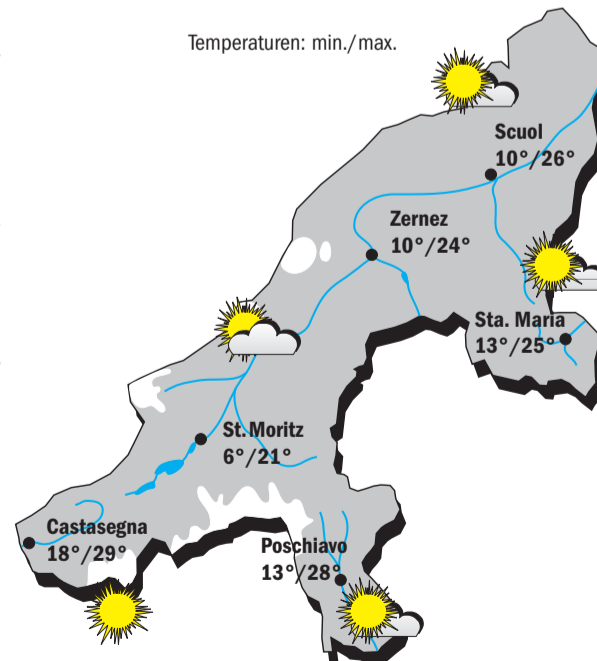 Temperaturen: min./max.
Scuol
10°/26°
Zernez
10°/24°
Sta. Maria
13°/25°
St. Moritz
6°/21°
Castasegna
18°/29°
Poschiavo
13°/28°